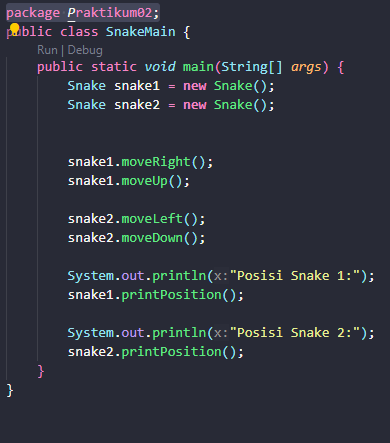 package Praktikum02;
public class SnakeMain {
Run | Debug
public static void main(String[] args) {
Snake snake1 = new Snake();
Snake snake2 = new Snake();
snake1.moveRight();
snake1.moveUp();
snake2.moveLeft();
snake2.moveDown();
System.out.println(x:"Posisi Snake 1:");
snake1.printPosition();
System.out.println(x:"Posisi Snake 2:");
snake2.printPosition();
}
}